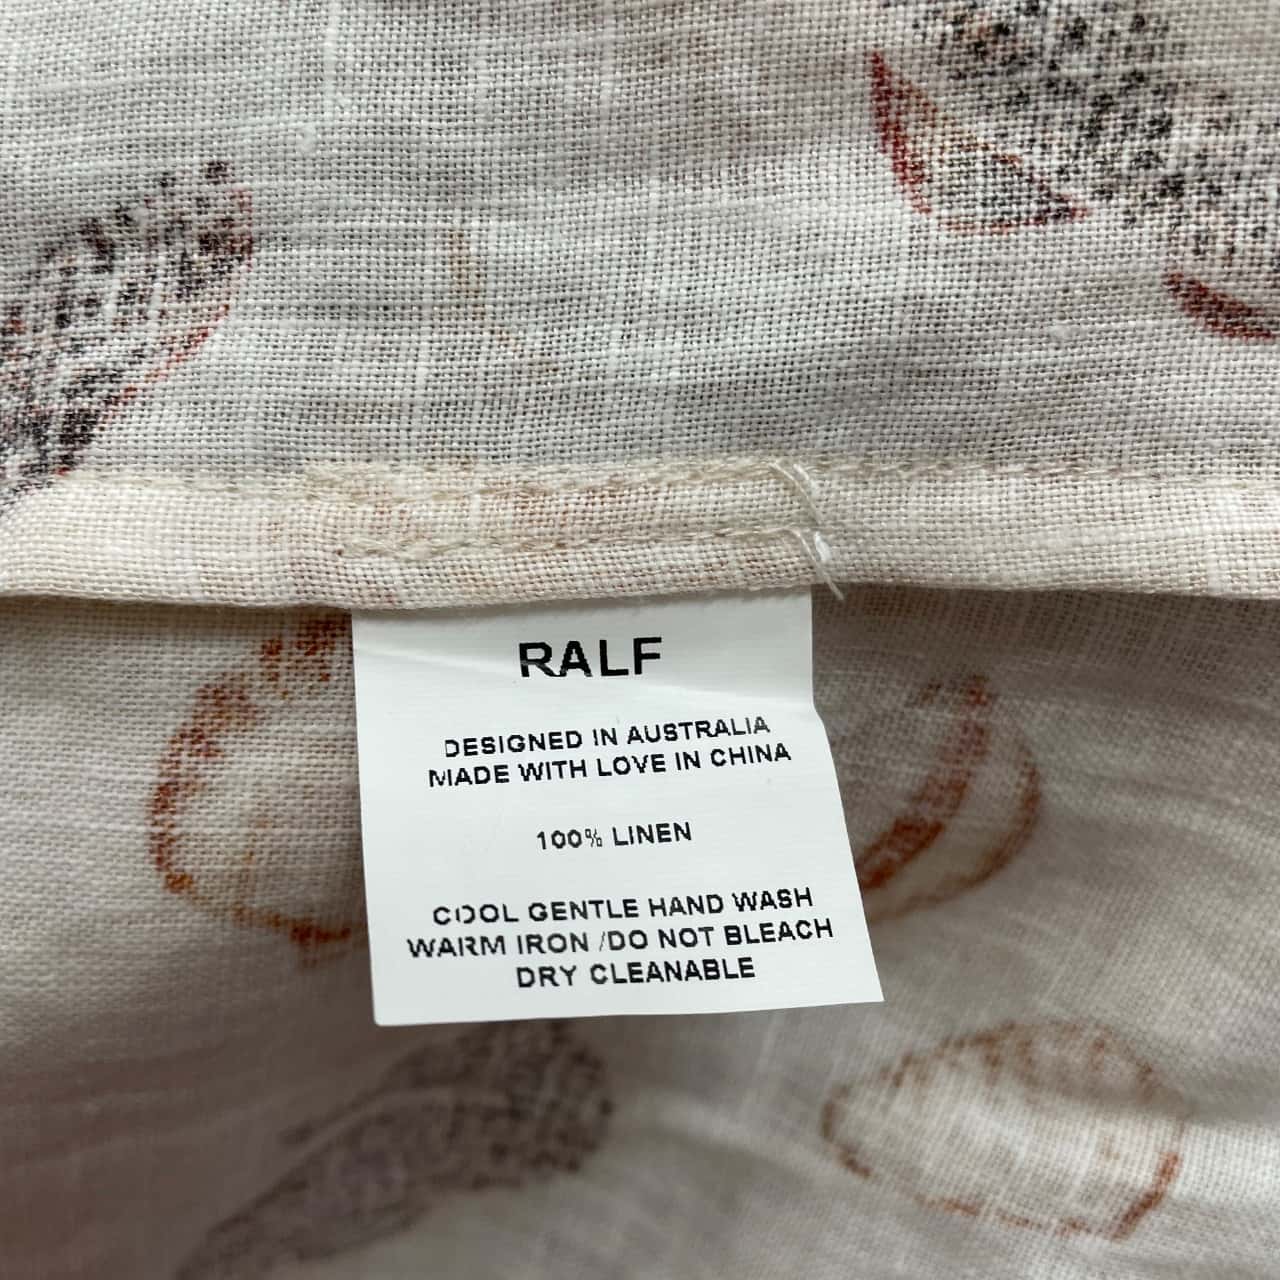 RALF
DESIGNED IN AUSTRALIA
MADE WITH LOVE IN CHINA
100% LINEN
COOL GENTLE HAND WASH
WARM IRON /DO NOT BLEACH
DRY CLEANABLE